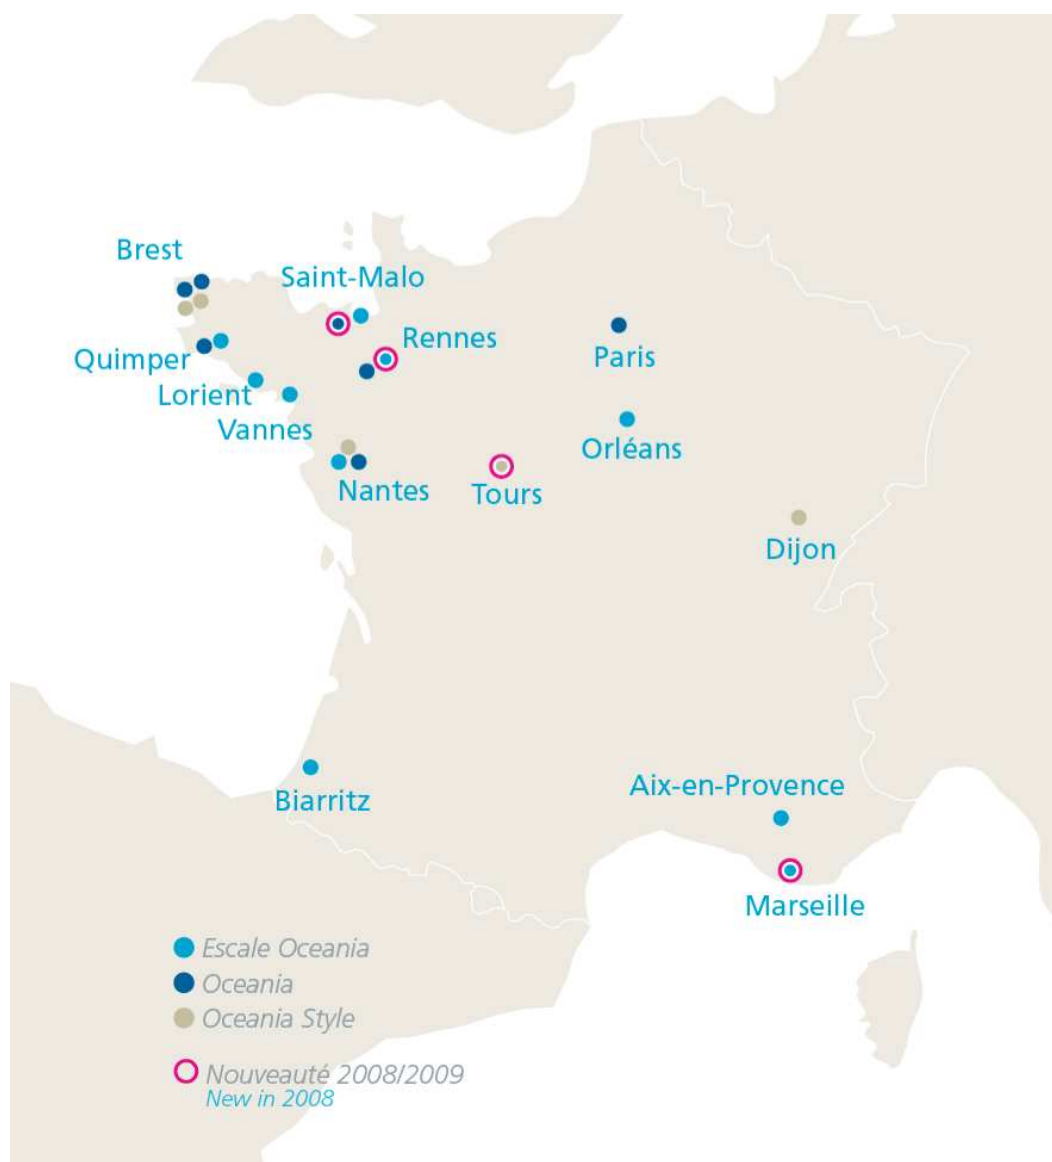 Brest
Saint-Malo
Rennes
Quimper
Paris
Lorient
Vannes
Orléans
Nantes
Tours
Dijon
Aix-en-Provence
Biarritz
Marseille
Escale Oceania
Oceania
Oceania Style
Nouveauté 2008/2009
New in 2008